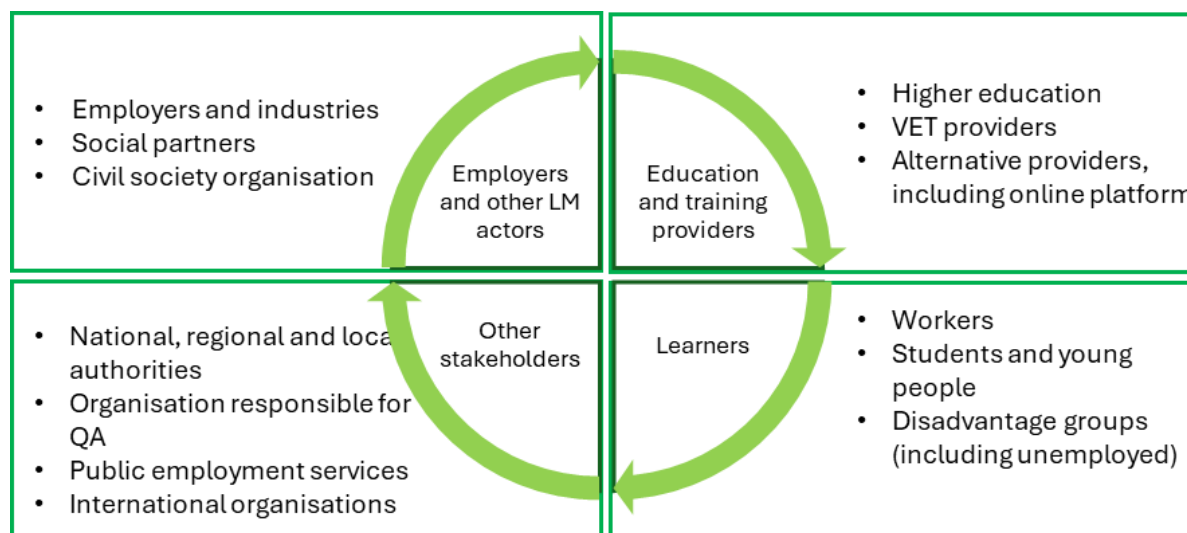 • Employers and industries
• Social partners
• Civil society organisation
Employers
and other LM
actors
Education
and training
providers
• Higher education
• VET providers
• Alternative providers,
including online platform
• National, regional and loca
authorities
• Organisation responsible for
QA
• Public employment services
• International organisations
Other
stakeholders
Learners
• Workers
• Students and young
people
• Disadvantage groups
(including unemployed)